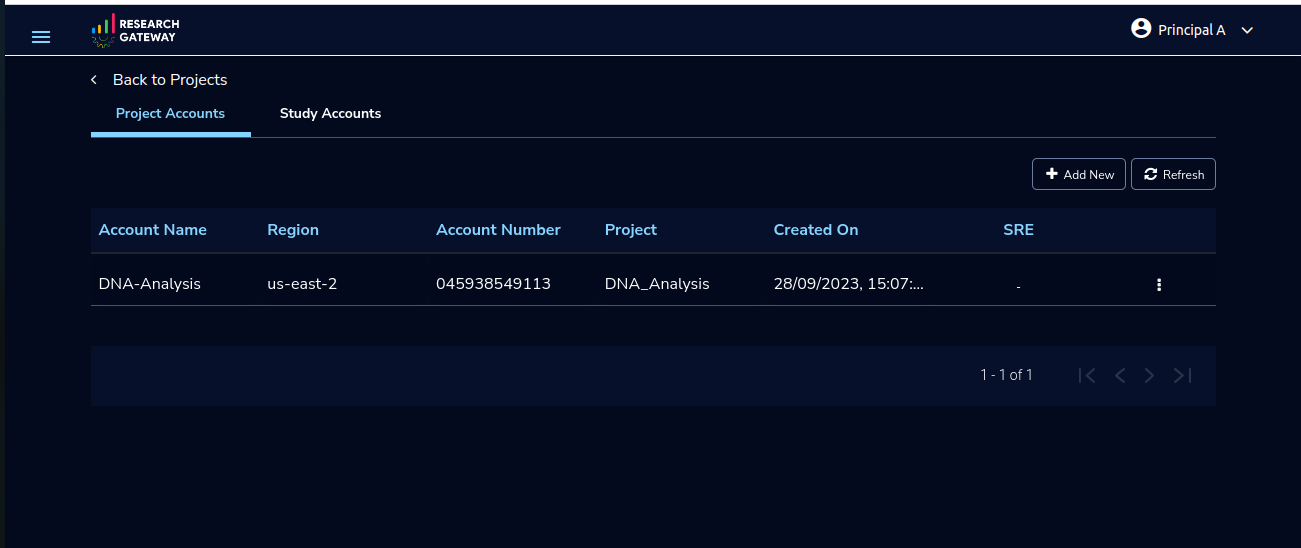 RESEARCH
GATEWAY
Principal A
Back to Projects
Project Accounts Study Accounts
Add New Refresh
Account Name Region Account Number Project Created On SRE
DNA-Analysis us-east-2 045938549113 DNA_Analysis 28/09/2023, 15:07:... -
1 - 1 of 1